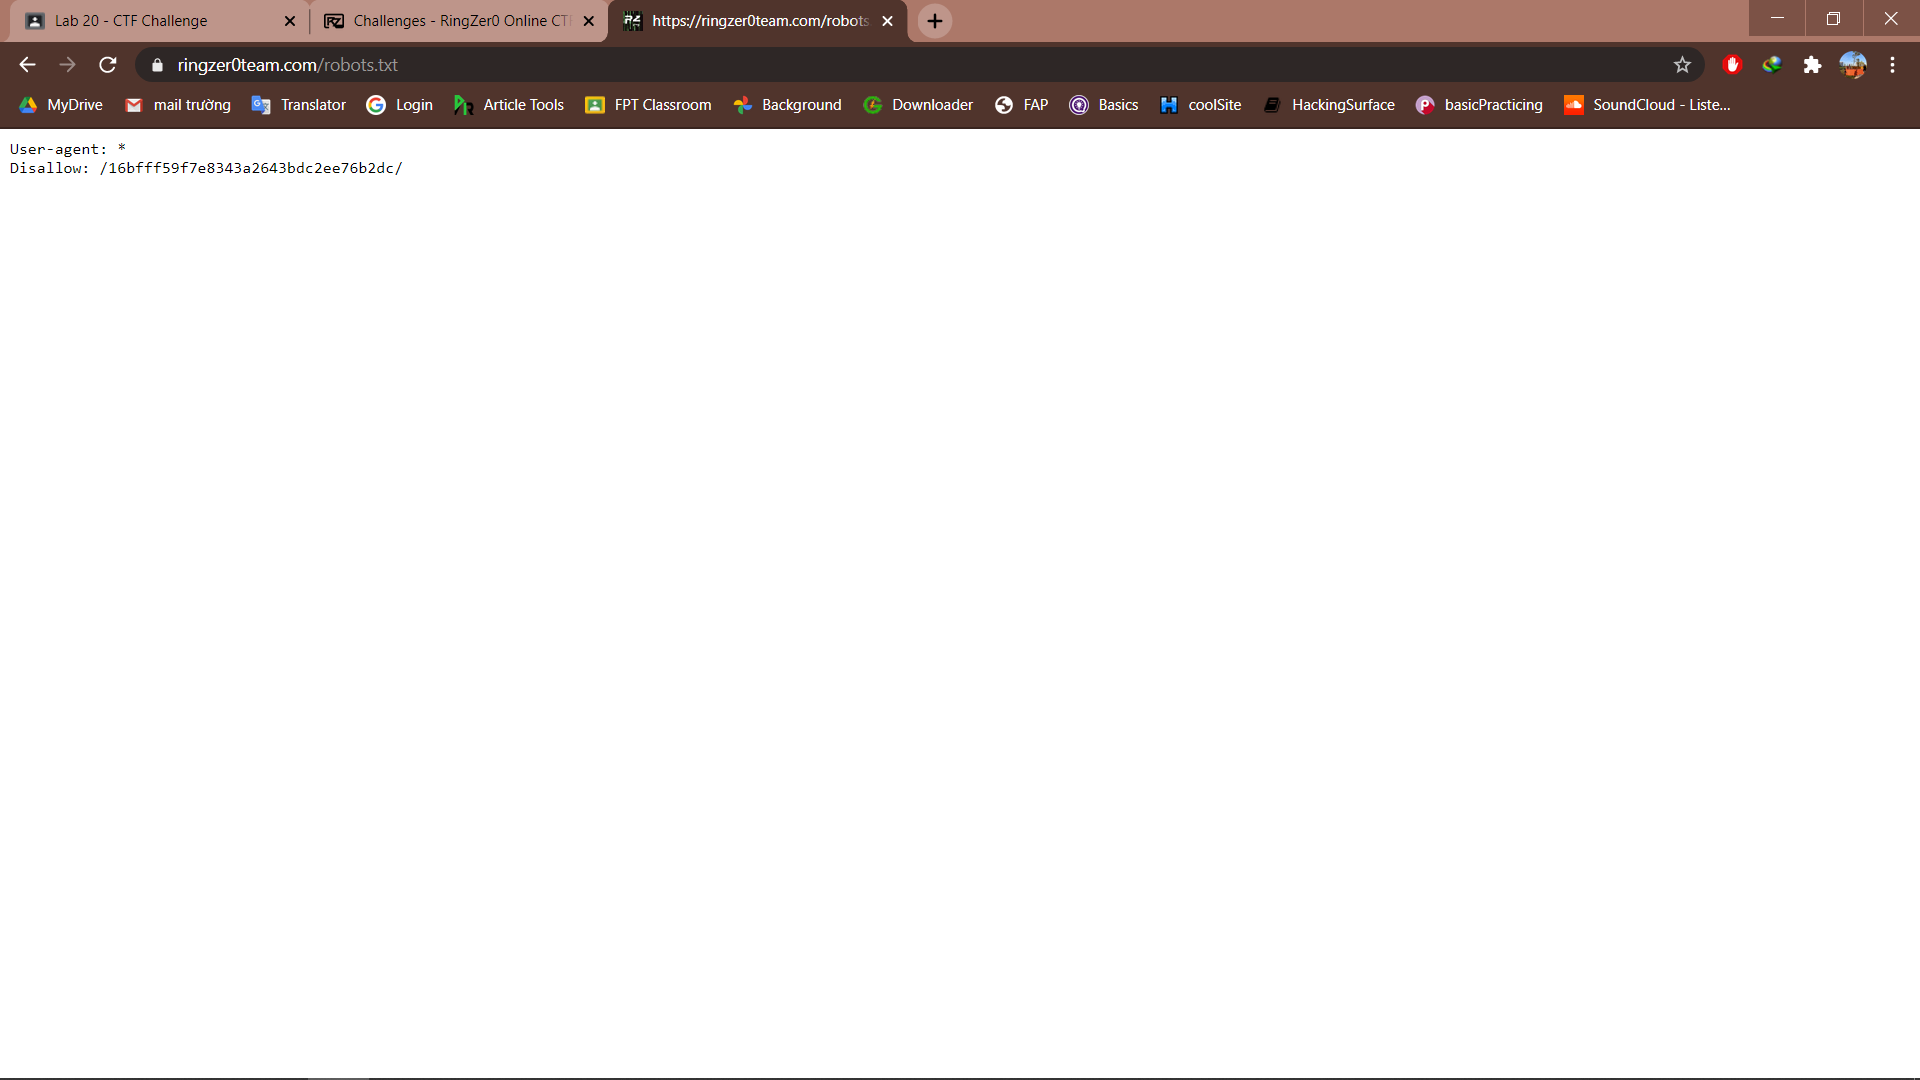 Lab 20 - CTF Challenge
Challenges - RingZer0 Online CT
https://ringzer0team.com/robots
ringzer0team.com/robots.txt
MyDrive mail trường Translator Login Article Tools FPT Classroom Background Downloader FAP Basics coolSite HackingSurface basicPracticing SoundCloud - Liste...
User-agent: *
Disallow: /16bfff59f7e8343a2643bdc2ee76b2dc/